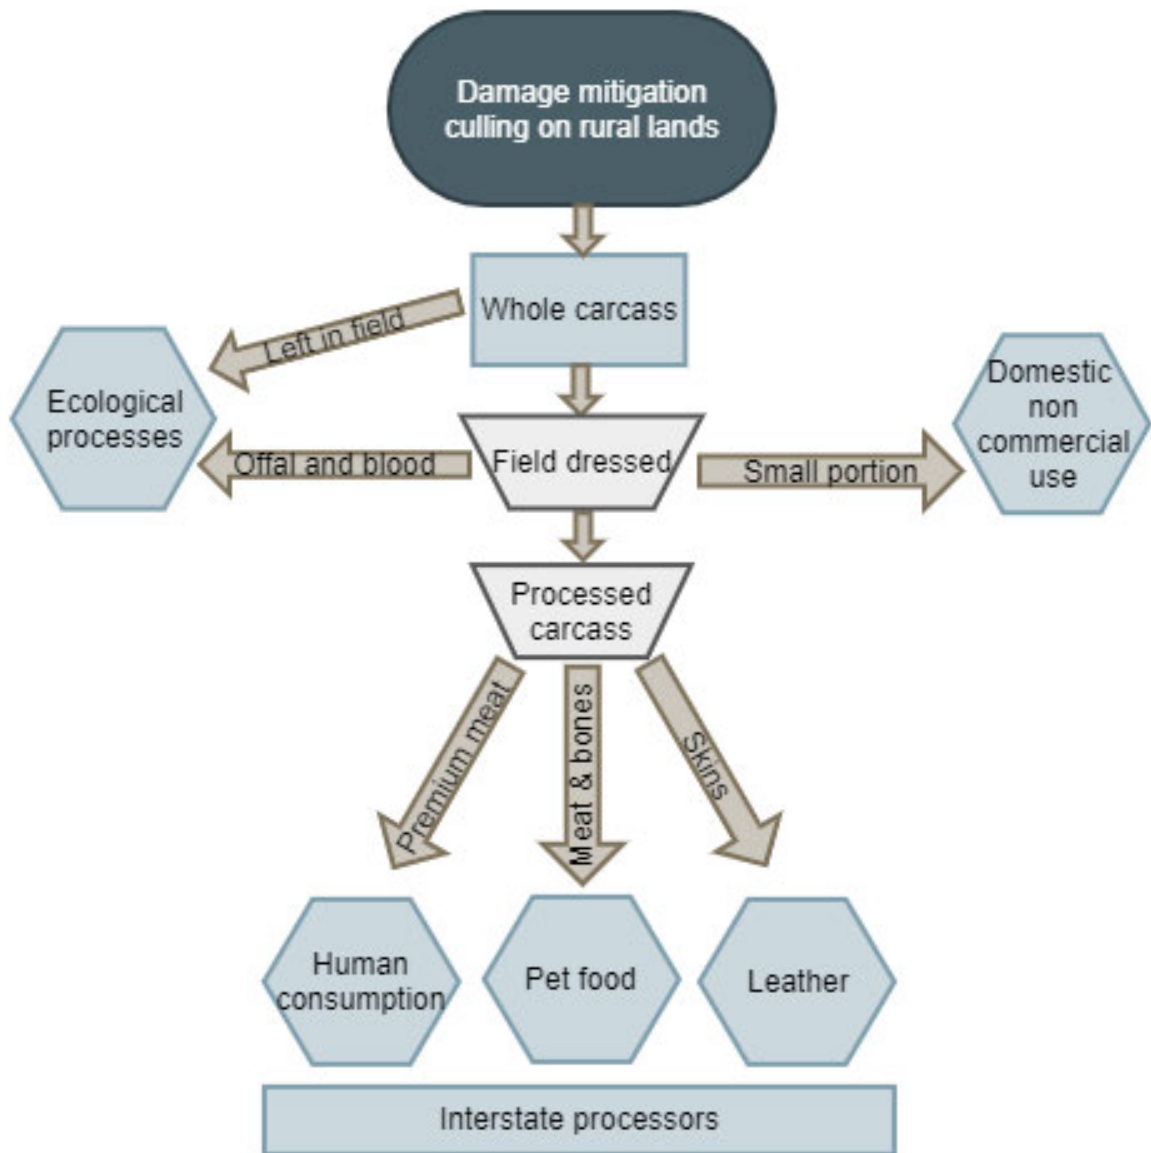 Damage mitigation
culling on rural lands
Whole carcass
Left in field
Ecological
processes
Domestic
non
commercial
use
Offal and blood
Field dressed
Small portion
Processed
carcass
Premium meat
Meat & bones
Skins
Human
consumption
Pet food
Leather
Interstate processors